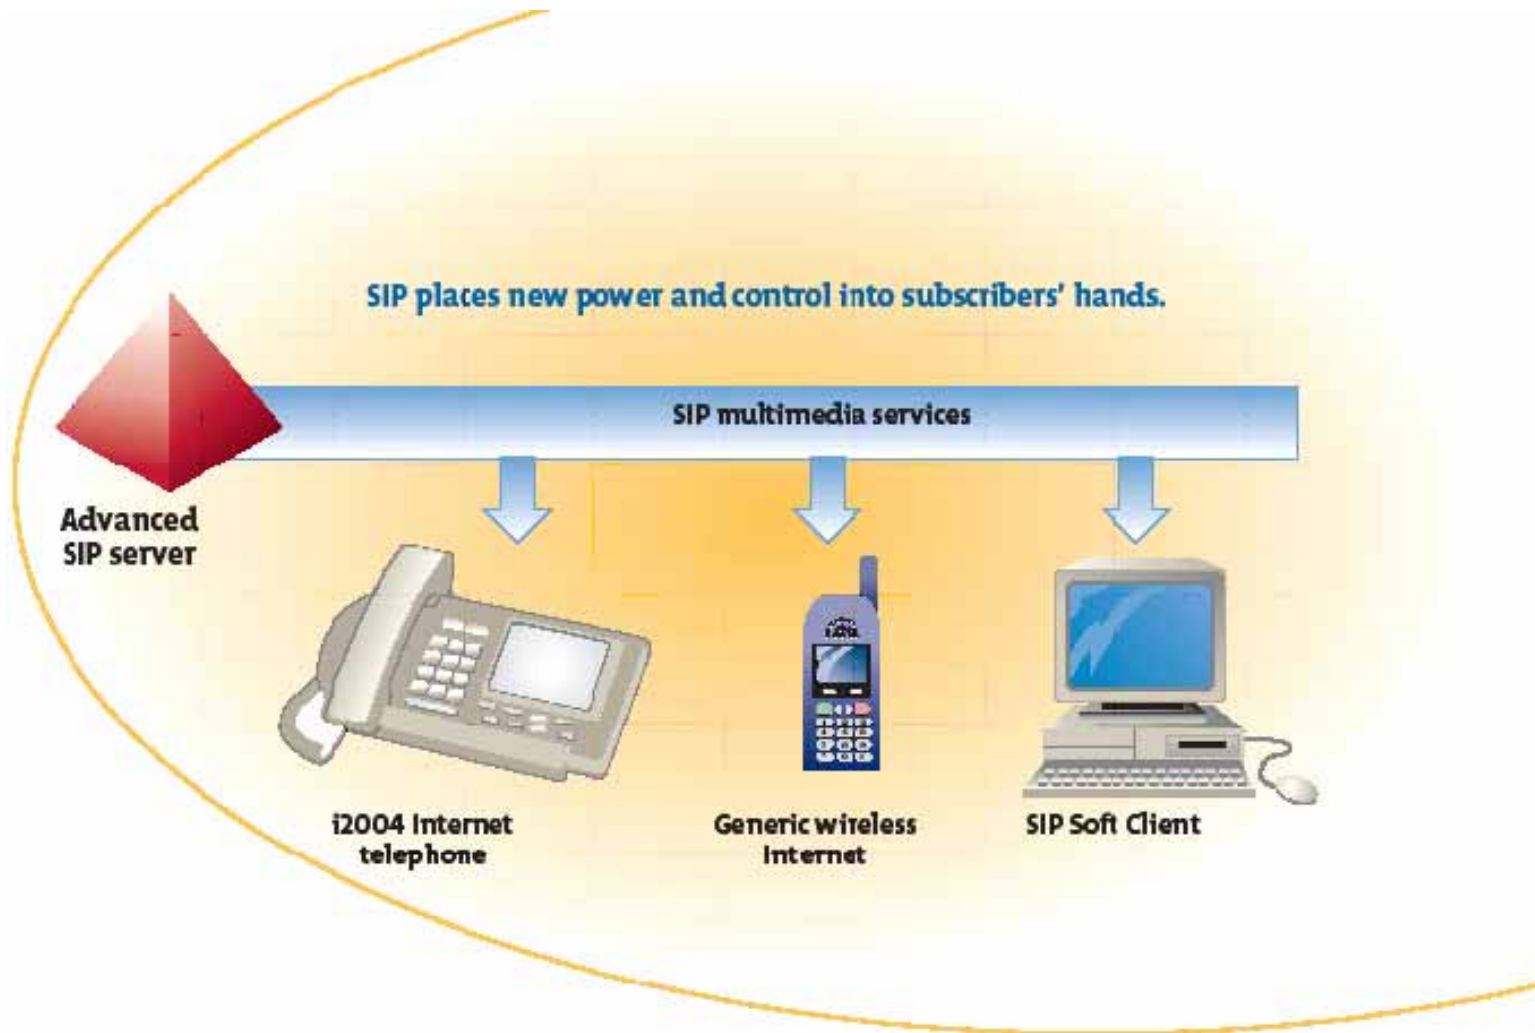 SIP places new power and control into subscribers' hands.
SIP multimedia services
Advanced
SIP server
i2004 Internet
telephone
Generic wireless
Internet
SIP Soft Client